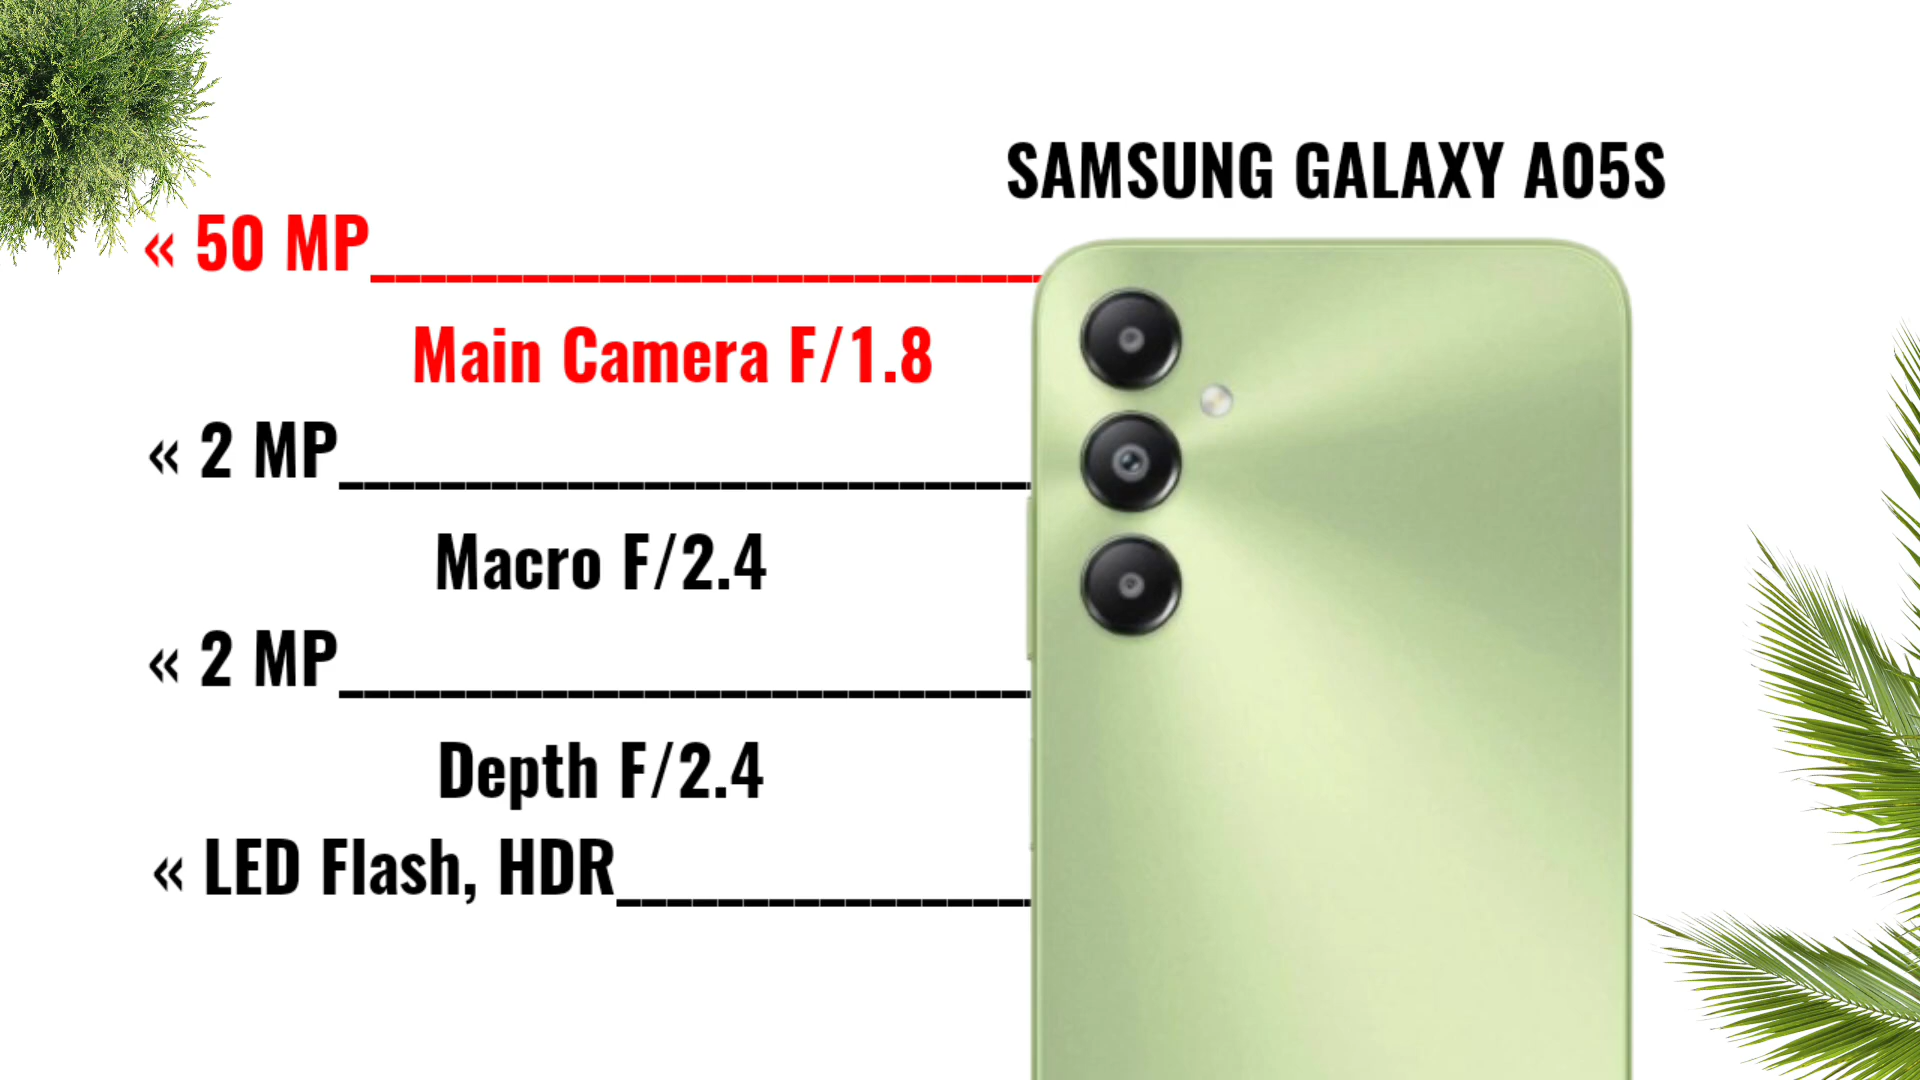 SAMSUNG GALAXY A05S
« 50 MP
Main Camera F/1.8
« 2 MP
Macro F/2.4
« 2 MP
Depth F/2.4
« LED Flash, HDR